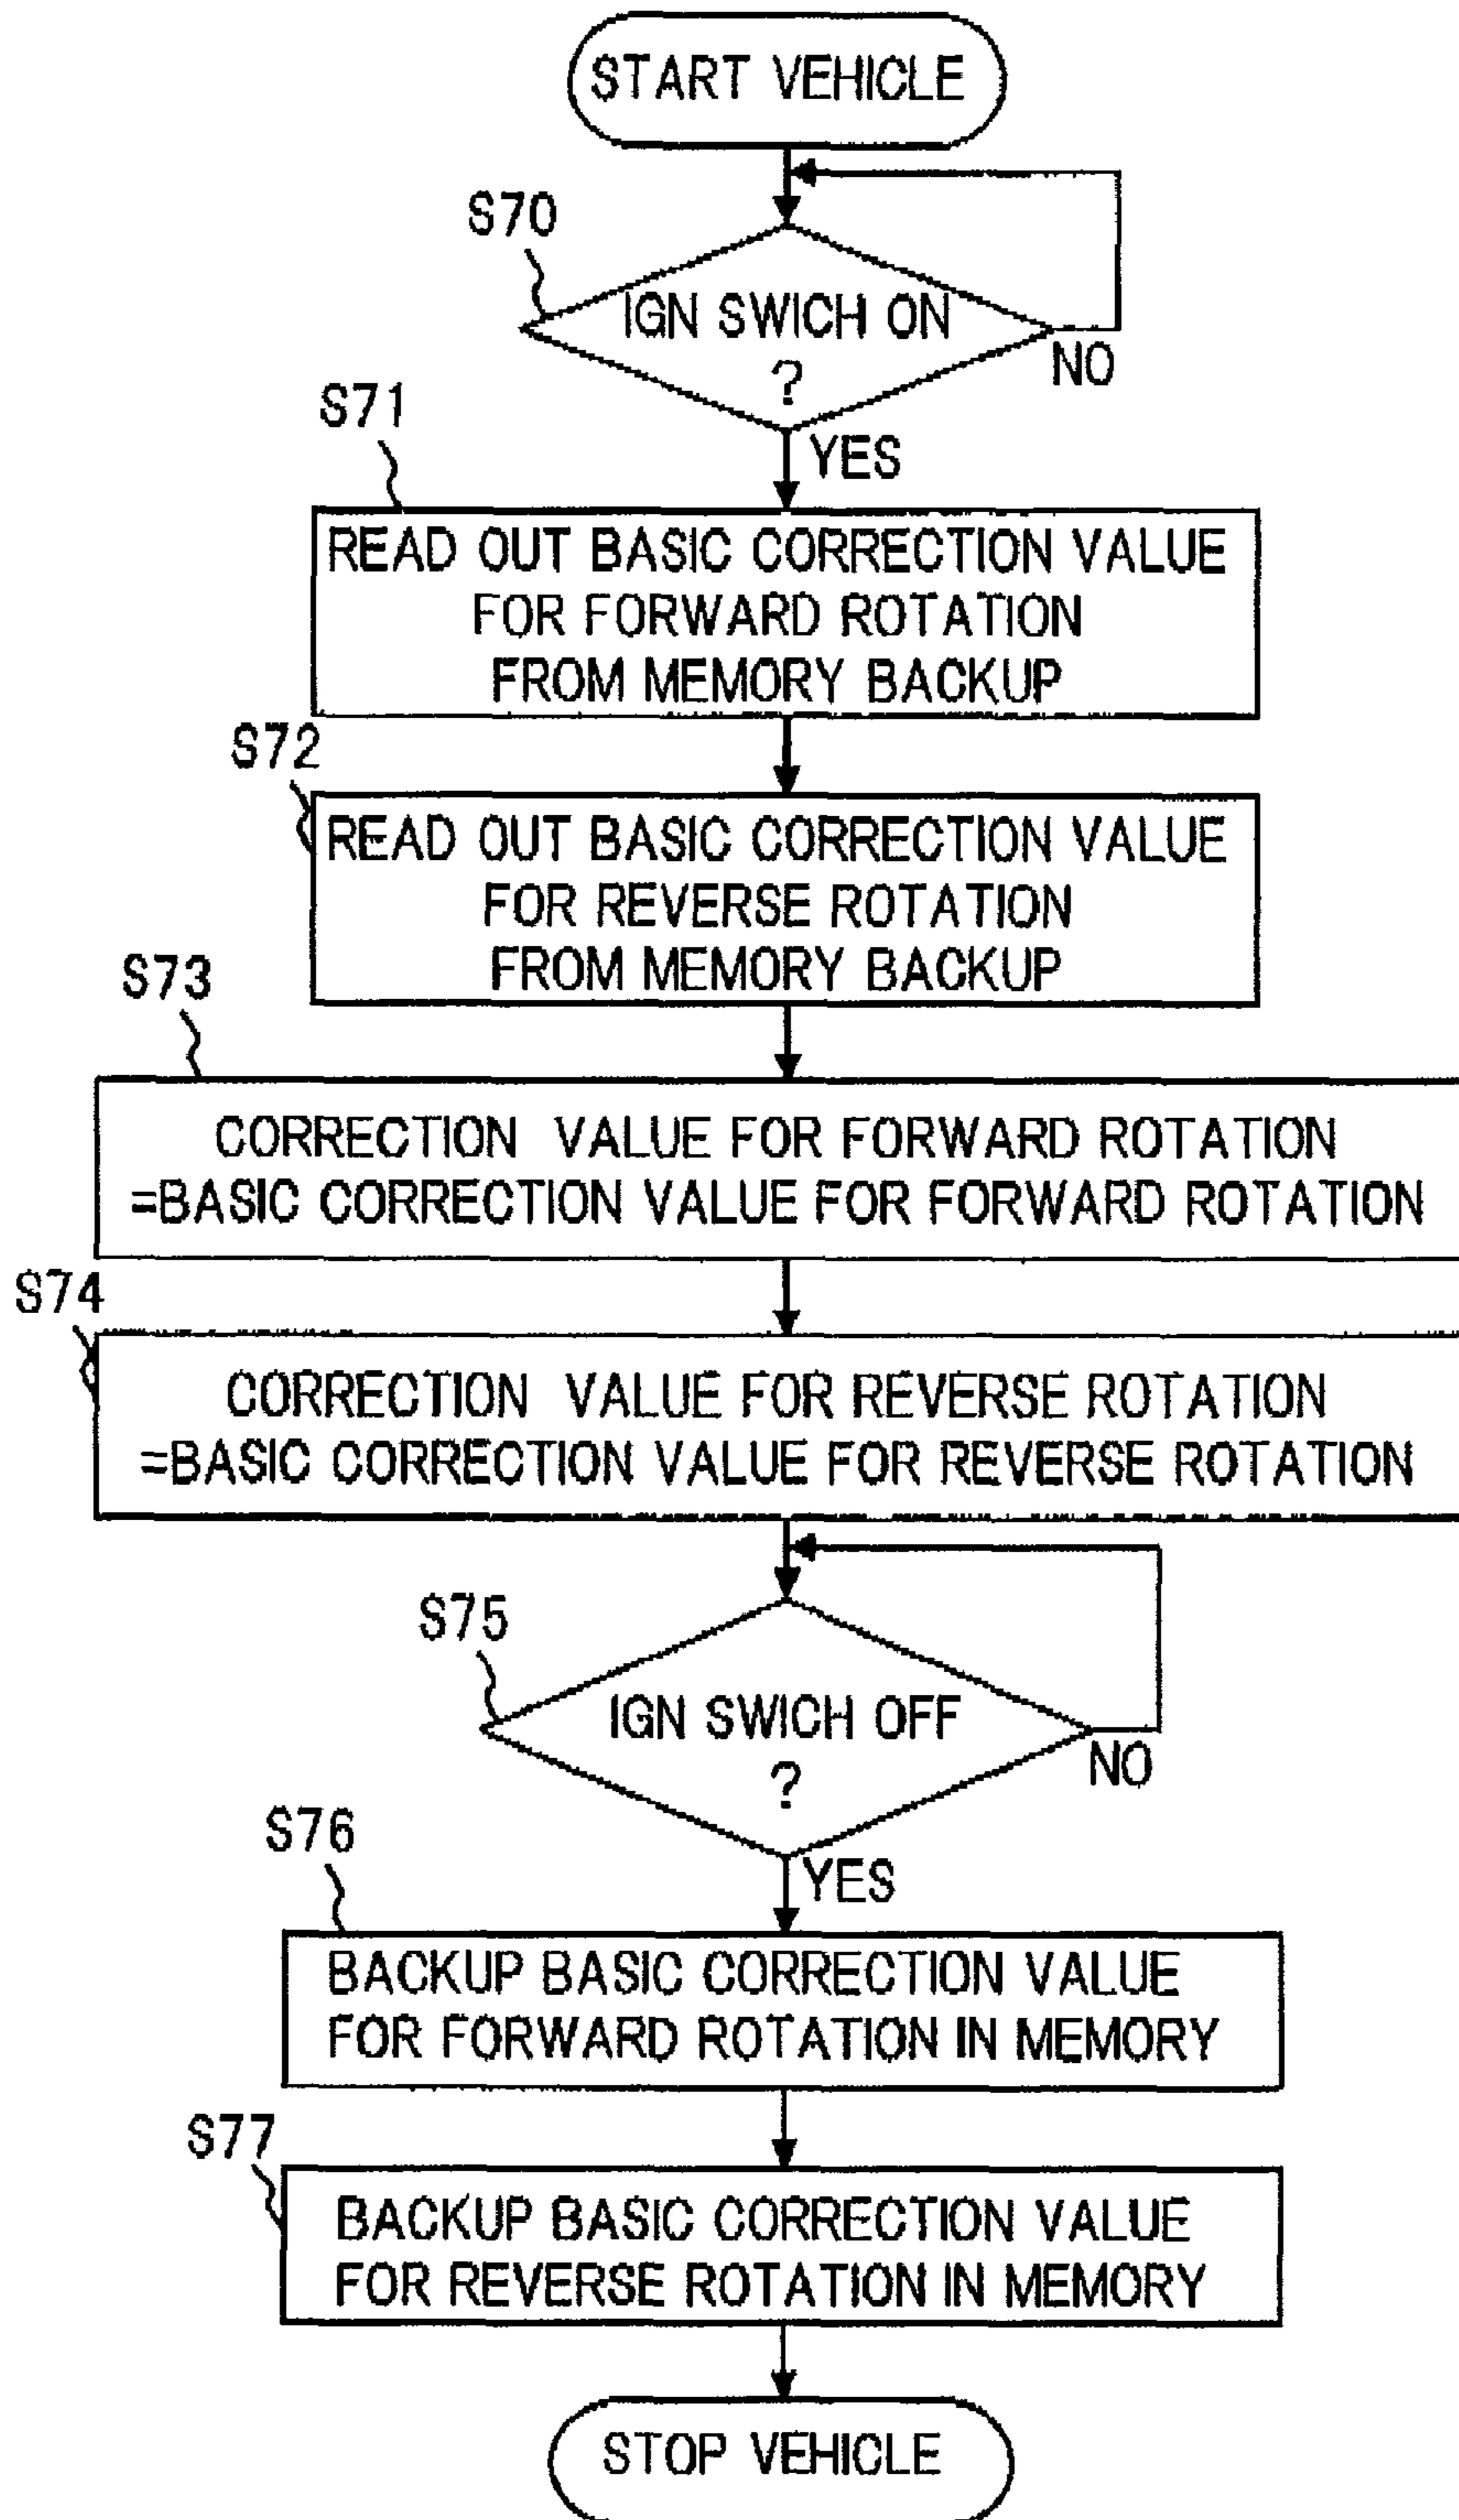 START VEHICLE
S70
IGN SWICH ON
?
NO
YES
S71
READ OUT BASIC CORRECTION VALUE
FOR FORWARD ROTATION
FROM MEMORY BACKUP
S72
READ OUT BASIC CORRECTION VALUE
FOR REVERSE ROTATION
FROM MEMORY BACKUP
S73
CORRECTION VALUE FOR FORWARD ROTATION
=BASIC CORRECTION VALUE FOR FORWARD ROTATION
S74
CORRECTION VALUE FOR REVERSE ROTATION
=BASIC CORRECTION VALUE FOR REVERSE ROTATION
S75
IGN SWICH OFF
?
NO
YES
S76
BACKUP BASIC CORRECTION VALUE
FOR FORWARD ROTATION IN MEMORY
S77
BACKUP BASIC CORRECTION VALUE
FOR REVERSE ROTATION IN MEMORY
STOP VEHICLE